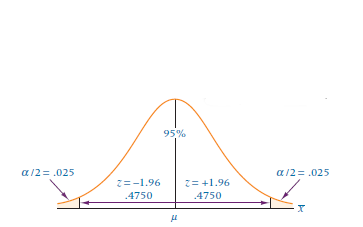 95%
α/2 = .025
α/2 = .025
z = −1.96
z = +1.96
.4750
.4750
x̄
μ